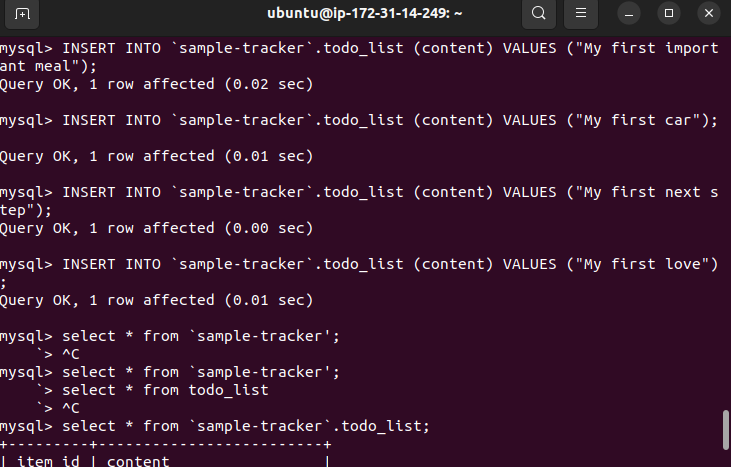 ubuntu@ip-172-31-14-249: ~
mysql> INSERT INTO `sample-tracker`.todo_list (content) VALUES ("My first import
ant meal");
Query OK, 1 row affected (0.02 sec)
mysql> INSERT INTO `sample-tracker`.todo_list (content) VALUES ("My first car");
Query OK, 1 row affected (0.01 sec)
mysql> INSERT INTO `sample-tracker`.todo_list (content) VALUES ("My first next s
tep");
Query OK, 1 row affected (0.00 sec)
mysql> INSERT INTO `sample-tracker`.todo_list (content) VALUES ("My first love")
;
Query OK, 1 row affected (0.01 sec)
mysql> select * from `sample-tracker';
    `> ^C
mysql> select * from `sample-tracker';
    `> select * from todo_list
    `> ^C
mysql> select * from `sample-tracker`.todo_list;
+---------+-------------------------+
| item_id | content                 |